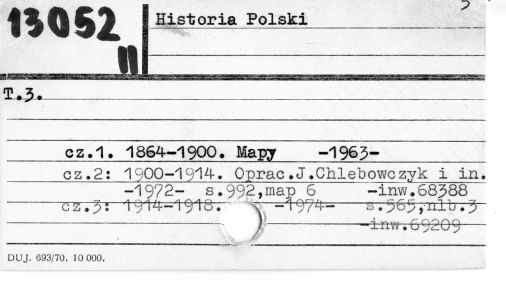 13052
II
Historia Polski
3
T.3.
cz.1. 1864-1900. Mapy -1963-
cz.2: 1900-1914. Oprac.J.Chlebowczyk i in.
-1972- s.992,map 6 -inw.68388
cz.3: 1914-1918. -1974- s.565,nlb.3
-inw.69209
DUJ. 693/70. 10 000.